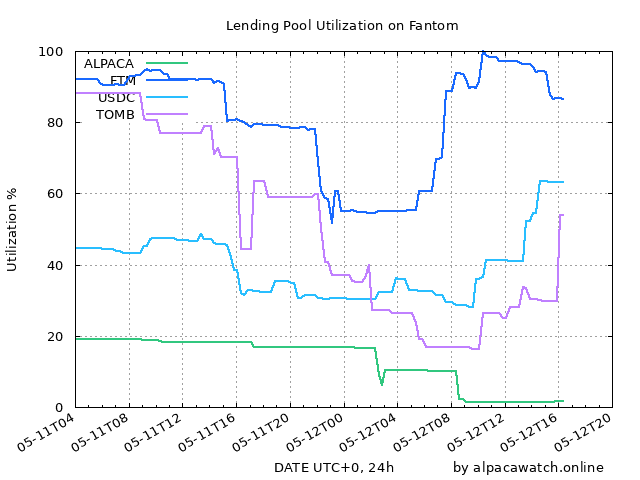 Lending Pool Utilization on Fantom
Utilization %
100
80
60
40
20
0
ALPACA
FTM
USDC
TOMB
05-11T04
05-11T08
05-11T12
05-11T16
05-11T20
05-12T00
05-12T04
05-12T08
05-12T12
05-12T16
05-12T20
DATE UTC+0, 24h
by alpacawatch.online